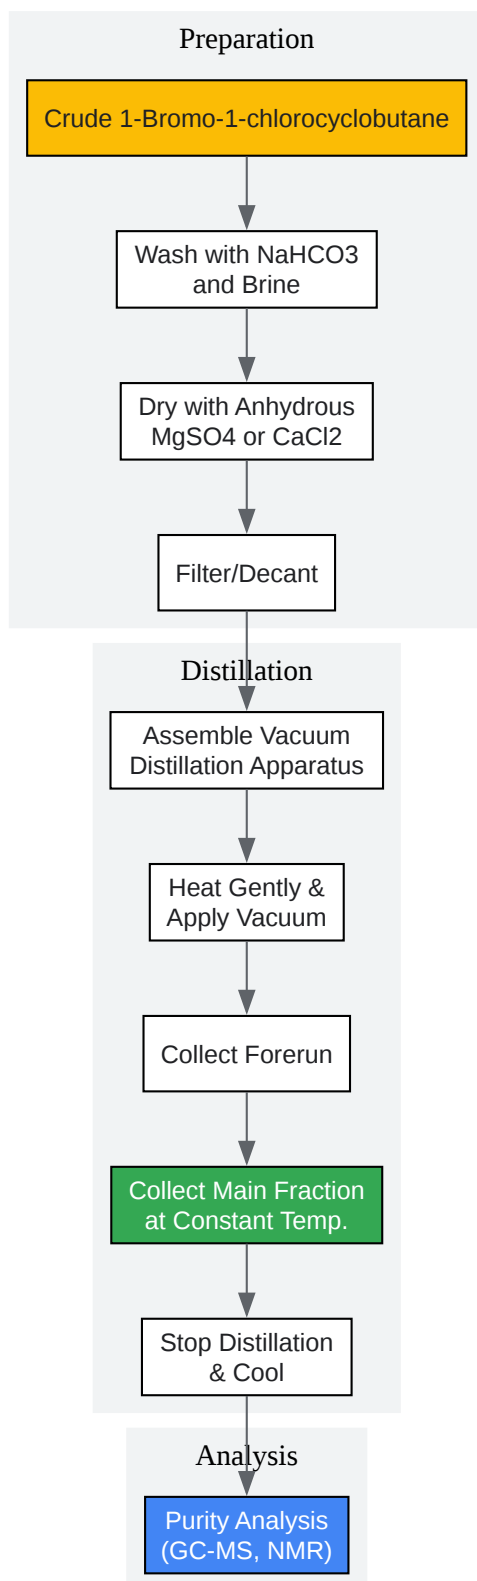 Preparation
Crude 1-Bromo-1-chlorocyclobutane
Wash with NaHCO3
and Brine
Dry with Anhydrous
MgSO4 or CaCl2
Filter/Decant
Distillation
Assemble Vacuum
Distillation Apparatus
Heat Gently &
Apply Vacuum
Collect Forerun
Collect Main Fraction
at Constant Temp.
Stop Distillation
& Cool
Analysis
Purity Analysis
(GC-MS, NMR)